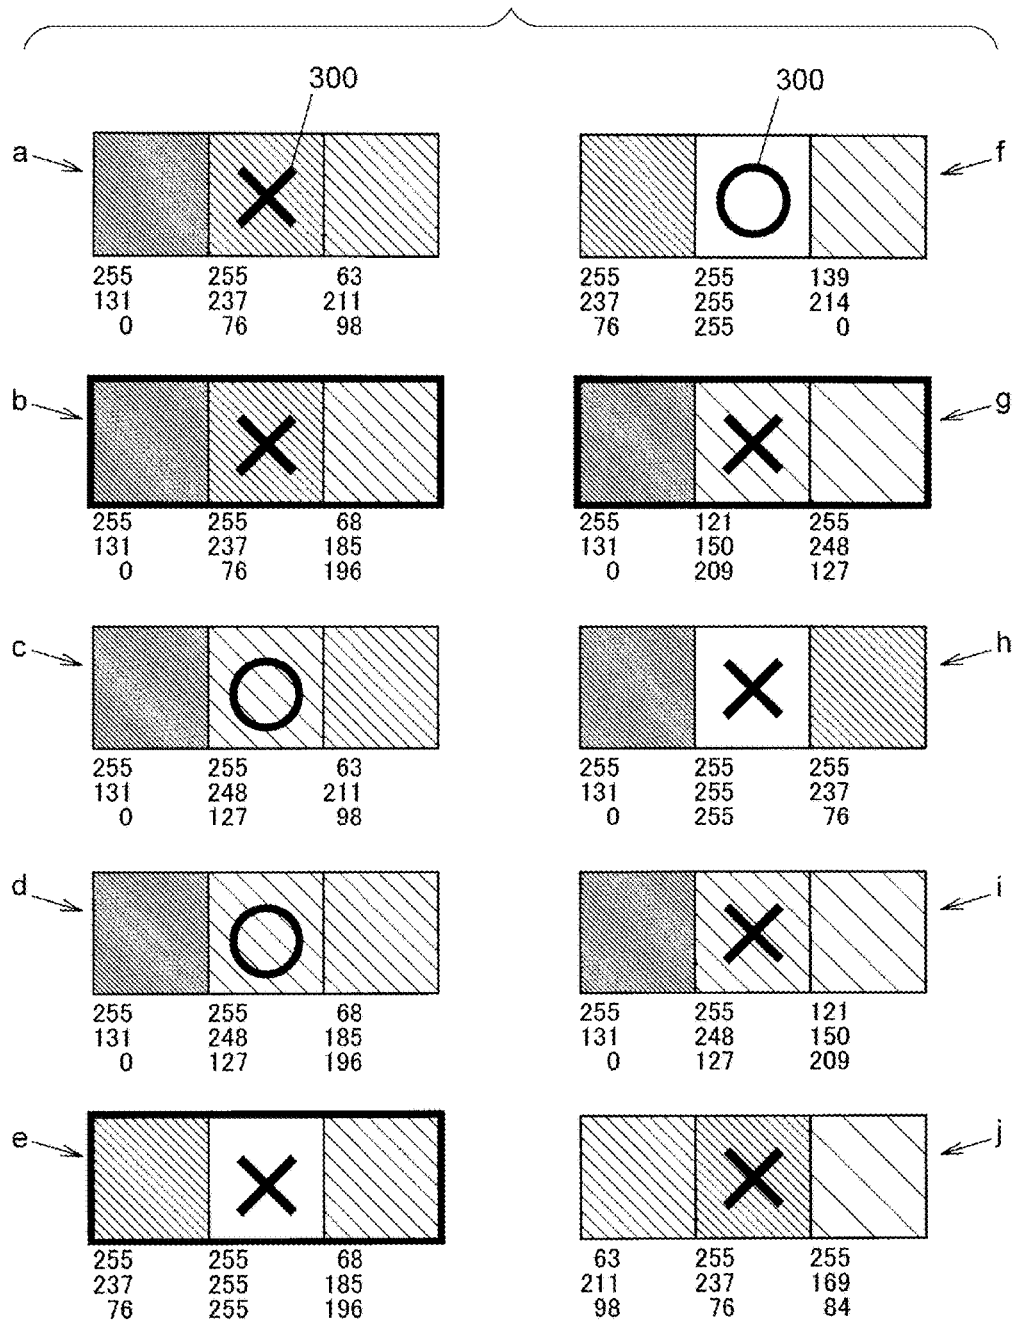 300
300
a
f
255 255 63
131 237 211
0 76 98
255 255 139
237 255 214
76 255 0
b
g
255 255 68
131 237 185
0 76 196
255 121 255
131 150 248
0 209 127
c
h
255 255 63
131 248 211
0 127 98
255 255 255
131 255 237
0 255 76
d
i
255 255 68
131 248 185
0 127 196
255 255 121
131 248 150
0 127 209
e
j
255 255 68
237 255 185
76 255 196
63 255 255
211 237 169
98 76 84